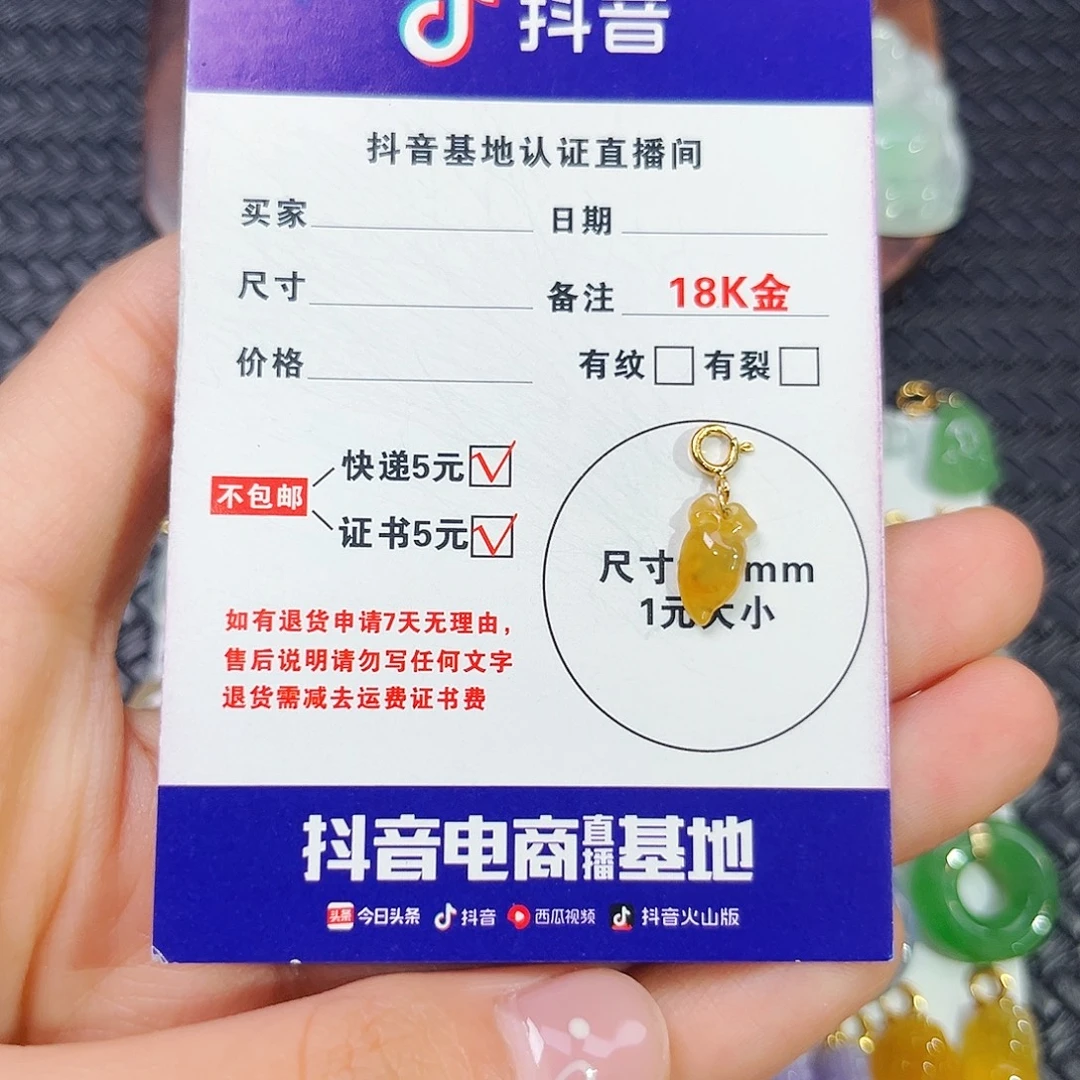 抖音
抖音基地认证直播间
买家 日期
尺寸 备注 18K金
价格 有纹 有裂
不包邮
快递5元
证书5元
尺寸 mm
1元大小
如有退货申请7天无理由，
售后说明请勿写任何文字
退货需减去运费证书费
抖音电商直播基地
头条 今日头条 抖音 西瓜视频 抖音火山版